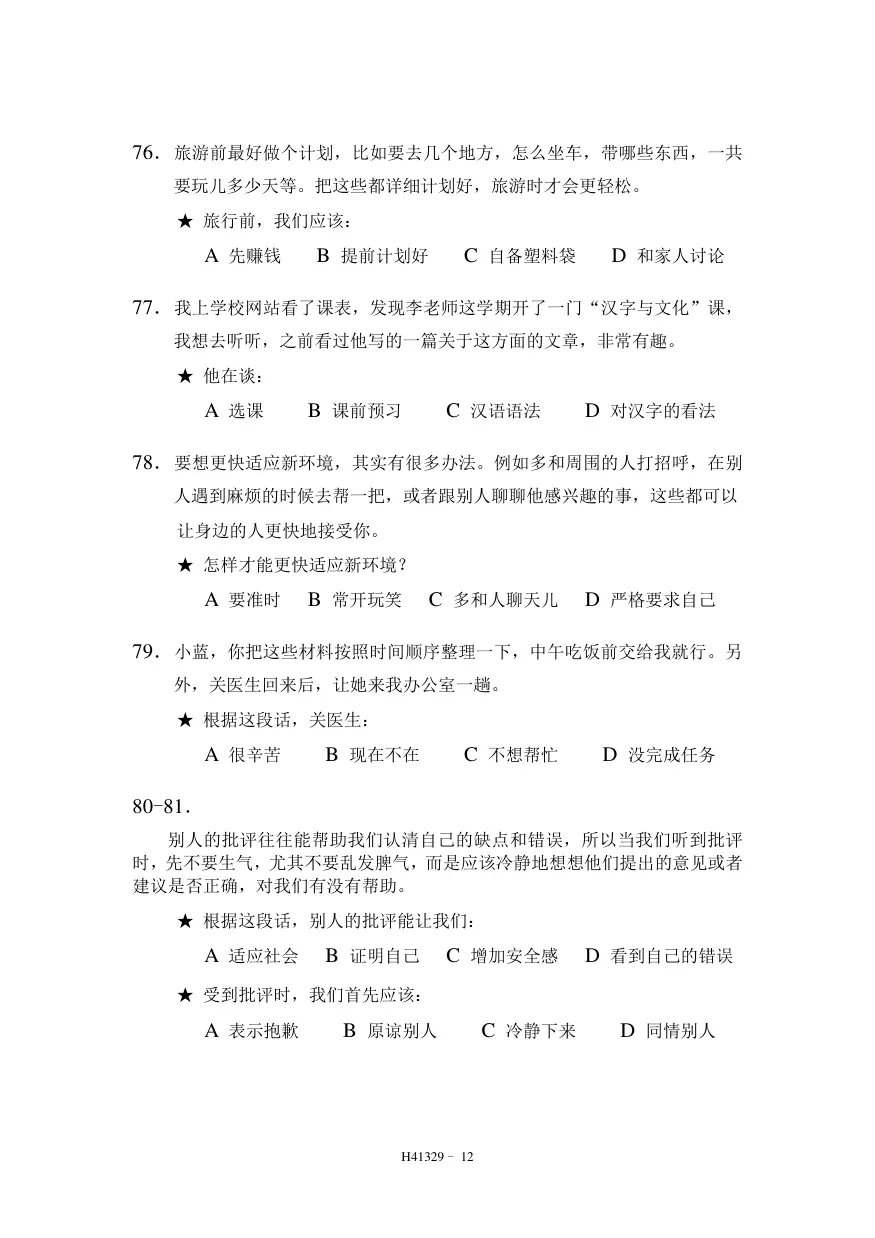 76．旅游前最好做个计划，比如要去几个地方，怎么坐车，带哪些东西，一共
要玩儿多少天等。把这些都详细计划好，旅游时才会更轻松。
★ 旅行前，我们应该：
A 先赚钱 B 提前计划好 C 自备塑料袋 D 和家人讨论
77．我上学校网站看了课表，发现李老师这学期开了一门“汉字与文化”课，
我想去听听，之前看过他写的一篇关于这方面的文章，非常有趣。
★ 他在谈：
A 选课 B 课前预习 C 汉语语法 D 对汉字的看法
78．要想更快适应新环境，其实有很多办法。例如多和周围的人打招呼，在别
人遇到麻烦的时候去帮一把，或者跟别人聊聊他感兴趣的事，这些都可以
让身边的人更快地接受你。
★ 怎样才能更快适应新环境？
A 要准时 B 常开玩笑 C 多和人聊天儿 D 严格要求自己
79．小蓝，你把这些材料按照时间顺序整理一下，中午吃饭前交给我就行。另
外，关医生回来后，让她来我办公室一趟。
★ 根据这段话，关医生：
A 很辛苦 B 现在不在 C 不想帮忙 D 没完成任务
80-81．
别人的批评往往能帮助我们认清自己的缺点和错误，所以当我们听到批评
时，先不要生气，尤其不要乱发脾气，而是应该冷静地想想他们提出的意见或者
建议是否正确，对我们有没有帮助。
★ 根据这段话，别人的批评能让我们：
A 适应社会 B 证明自己 C 增加安全感 D 看到自己的错误
★ 受到批评时，我们首先应该：
A 表示抱歉 B 原谅别人 C 冷静下来 D 同情别人
H41329－ 12